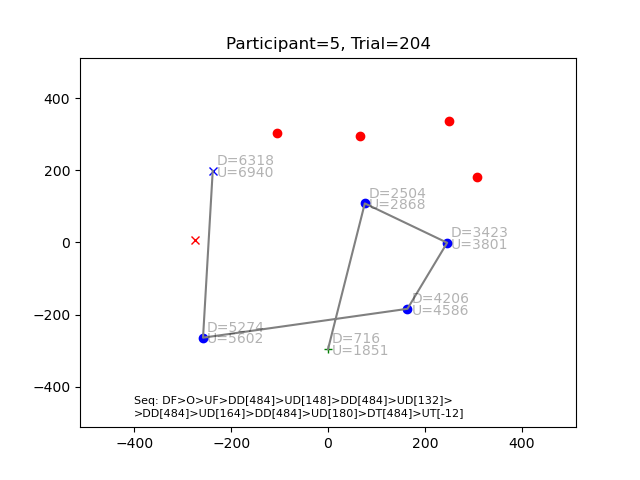 Participant=5, Trial=204
400
200
0
−200
−400
D=6318
U=6940
D=2504
U=2868
D=3423
U=3801
D=4206
U=4586
D=5274
U=5602
D=716
U=1851
Seq: DF>O>UF>DD[484]>UD[148]>DD[484]>UD[132]>
>DD[484]>UD[164]>DD[484]>UD[180]>DT[484]>UT[-12]
−400 −200 0 200 400